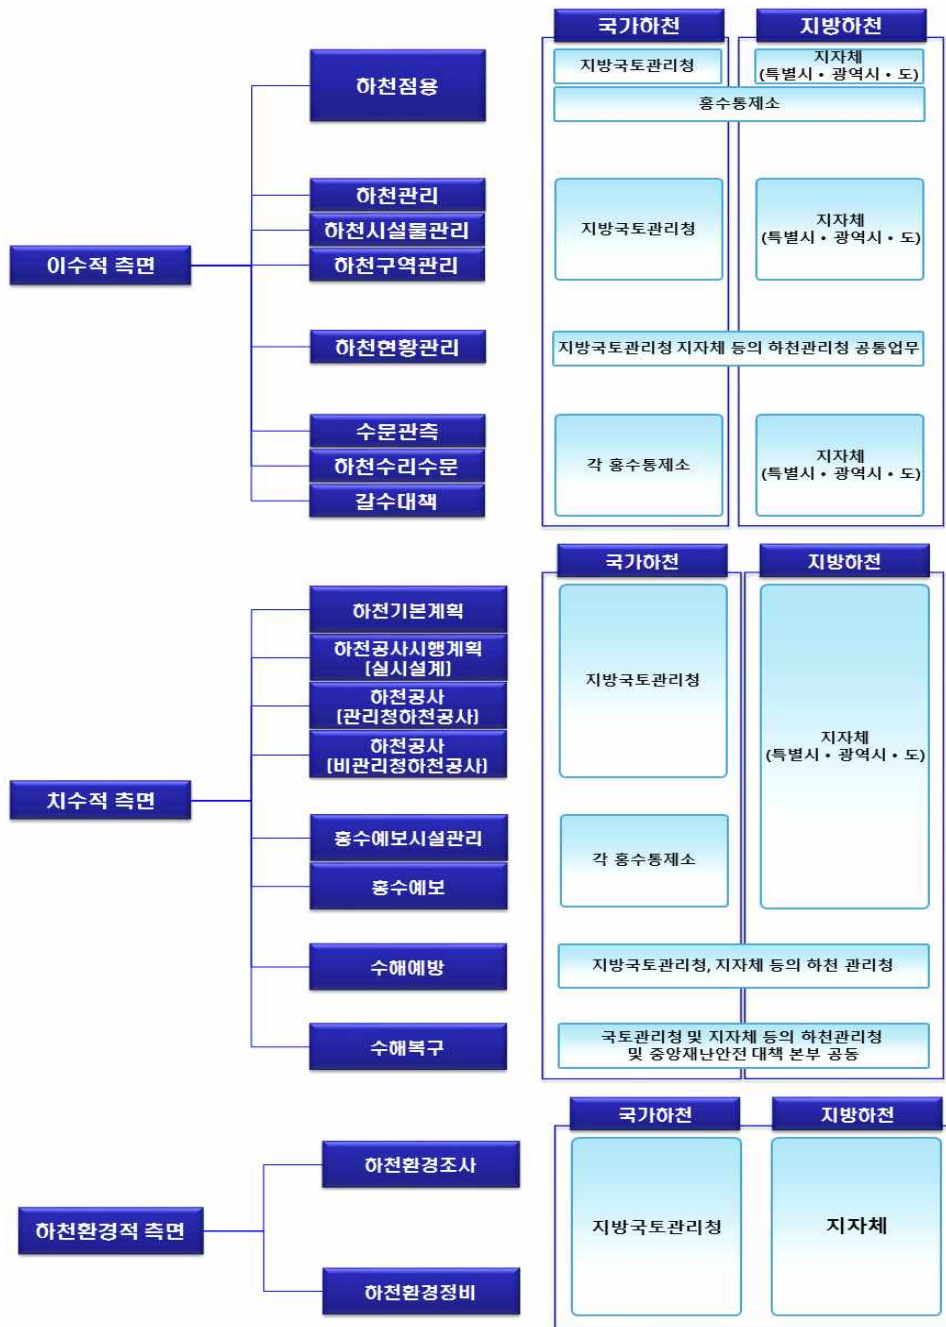 국가하천
지방하천
하천점용
지방국토관리청
지자체
(특별시・광역시・도)
홍수통제소
이수적 측면
하천관리
하천시설물관리
하천구역관리
지방국토관리청
지자체
(특별시・광역시・도)
하천현황관리
지방국토관리청 지자체 등의 하천관리청 공통업무
수문관측
하천수리수문
갈수대책
각 홍수통제소
지자체
(특별시・광역시・도)
국가하천
지방하천
치수적 측면
하천기본계획
하천공사시행계획
(실시설계)
하천공사
(관리청하천공사)
하천공사
(비관리청하천공사)
지방국토관리청
지자체
(특별시・광역시・도)
홍수예보시설관리
홍수예보
각 홍수통제소
수해예방
지방국토관리청, 지자체 등의 하천 관리청
수해복구
국토관리청 및 지자체 등의 하천관리청
및 중앙재난안전 대책 본부 공동
국가하천
지방하천
하천환경적 측면
하천환경조사
하천환경정비
지방국토관리청
지자체